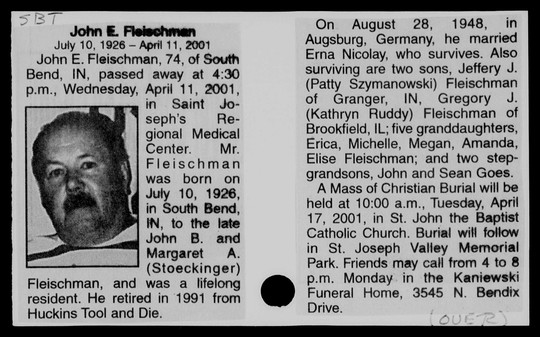 SBT
John E. Fleischman
July 10, 1926 – April 11, 2001
John E. Fleischman, 74, of South
Bend, IN, passed away at 4:30
p.m., Wednesday, April 11, 2001,
in Saint Jo-
seph's Re-
gional Medical
Center. Mr.
Fleischman
was born on
July 10, 1926,
in South Bend,
IN, to the late
John B. and
Margaret A.
(Stoeckinger)
Fleischman, and was a lifelong
resident. He retired in 1991 from
Huckins Tool and Die.
On August 28, 1948, in
Augsburg, Germany, he married
Erna Nicolay, who survives. Also
surviving are two sons, Jeffery J.
(Patty Szymanowski) Fleischman
of Granger, IN, Gregory J.
(Kathryn Ruddy) Fleischman of
Brookfield, IL; five granddaughters,
Erica, Michelle, Megan, Amanda,
Elise Fleischman; and two step-
grandsons, John and Sean Goes.
A Mass of Christian Burial will be
held at 10:00 a.m., Tuesday, April
17, 2001, in St. John the Baptist
Catholic Church. Burial will follow
in St. Joseph Valley Memorial
Park. Friends may call from 4 to 8
p.m. Monday in the Kaniewski
Funeral Home, 3545 N. Bendix
Drive.
(OVER)